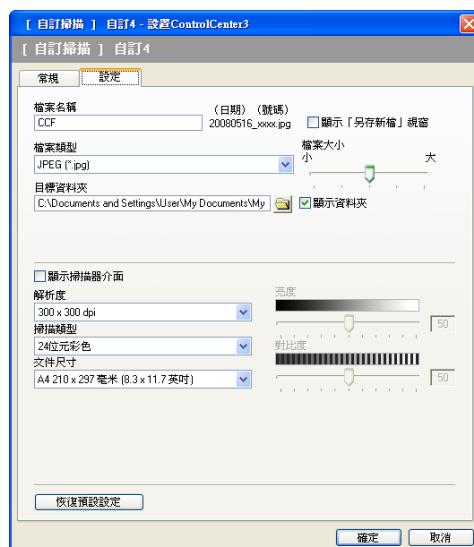 [ 自訂掃描 ] 自訂4 - 設置ControlCenter3
[ 自訂掃描 ] 自訂4
常規 設定
檔案名稱 (日期) (號碼)
CCF 20080516_xxxx.jpg 顯示「另存新檔」視窗
檔案類型 檔案大小
JPEG (*.jpg) 小 大
目標資料夾
C:\Documents and Settings\User\My Documents\My 顯示資料夾
顯示掃描器介面
解析度 亮度
300 x 300 dpi 50
掃描類型
24位元彩色 對比度
文件尺寸
A4 210 x 297 毫米 (8.3 x 11.7 英吋) 50
恢復預設設定
確定 取消